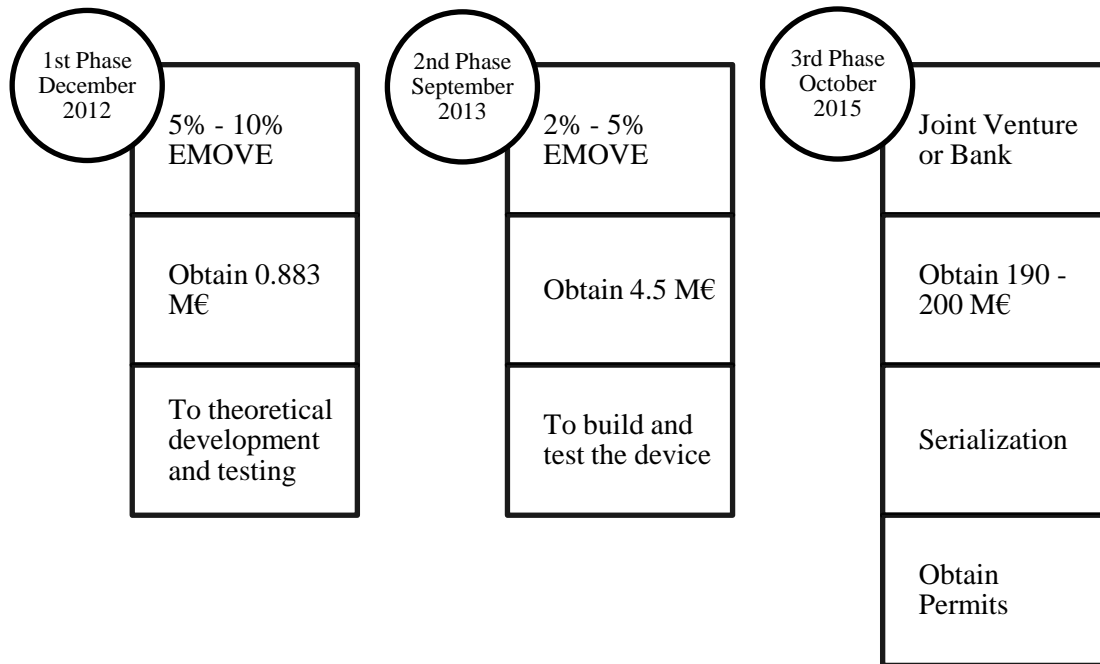 1st Phase
December
2012
5% - 10%
EMOVE
Obtain 0.883
M€
To theoretical
development
and testing
2nd Phase
September
2013
2% - 5%
EMOVE
Obtain 4.5 M€
To build and
test the device
3rd Phase
October
2015
Joint Venture
or Bank
Obtain 190 -
200 M€
Serialization
Obtain
Permits